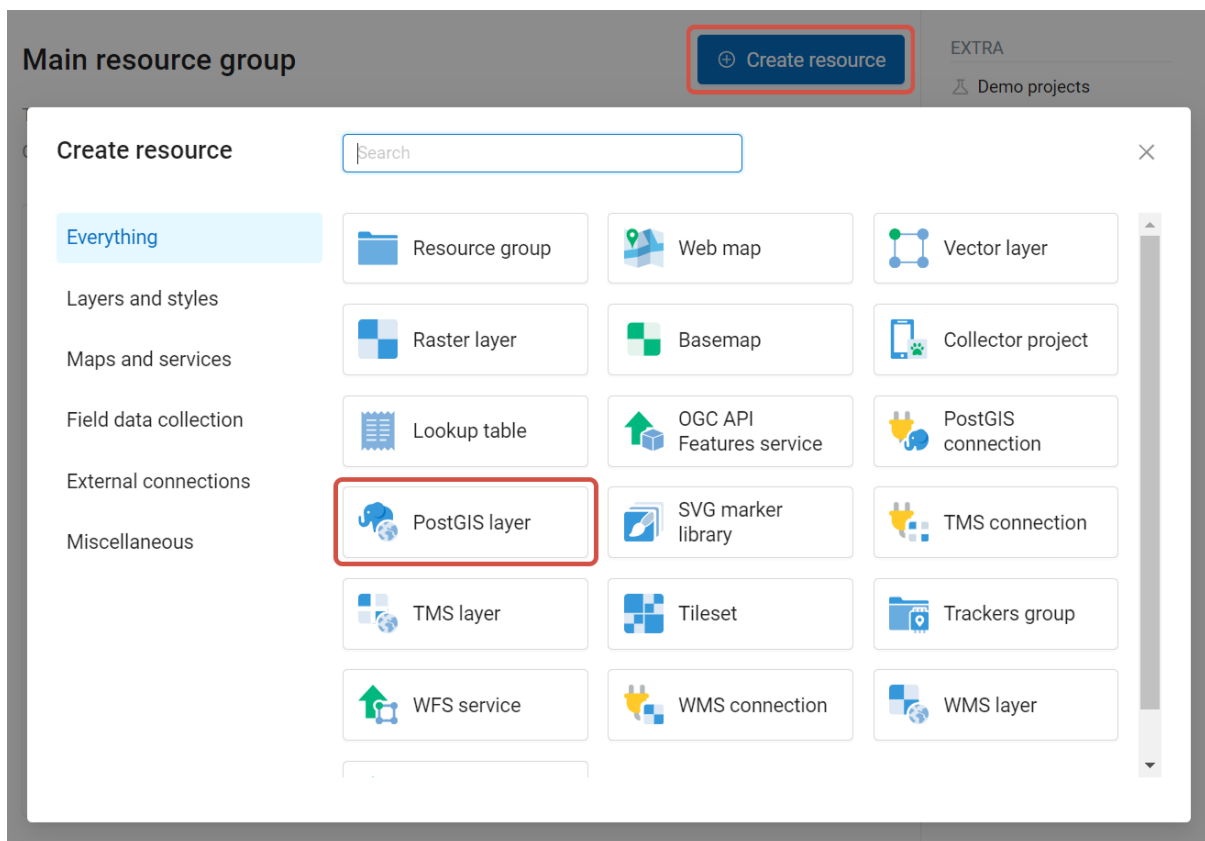 Main resource group
Create resource
EXTRA
Demo projects
Create resource
Search
Everything
Layers and styles
Maps and services
Field data collection
External connections
Miscellaneous
Resource group
Web map
Vector layer
Raster layer
Basemap
Collector project
Lookup table
OGC API
Features service
PostGIS
connection
PostGIS layer
SVG marker
library
TMS connection
TMS layer
Tileset
Trackers group
WFS service
WMS connection
WMS layer